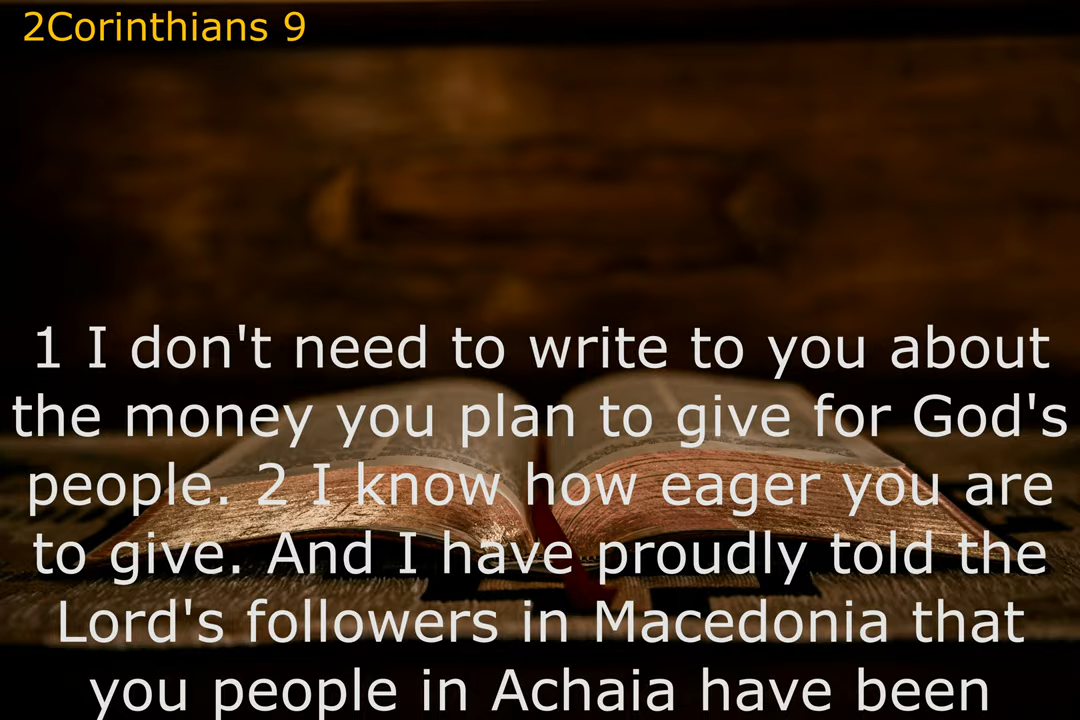 2Corinthians 9
1 I don't need to write to you about
the money you plan to give for God's
people. 2 I know how eager you are
to give. And I have proudly told the
Lord's followers in Macedonia that
you people in Achaia have been